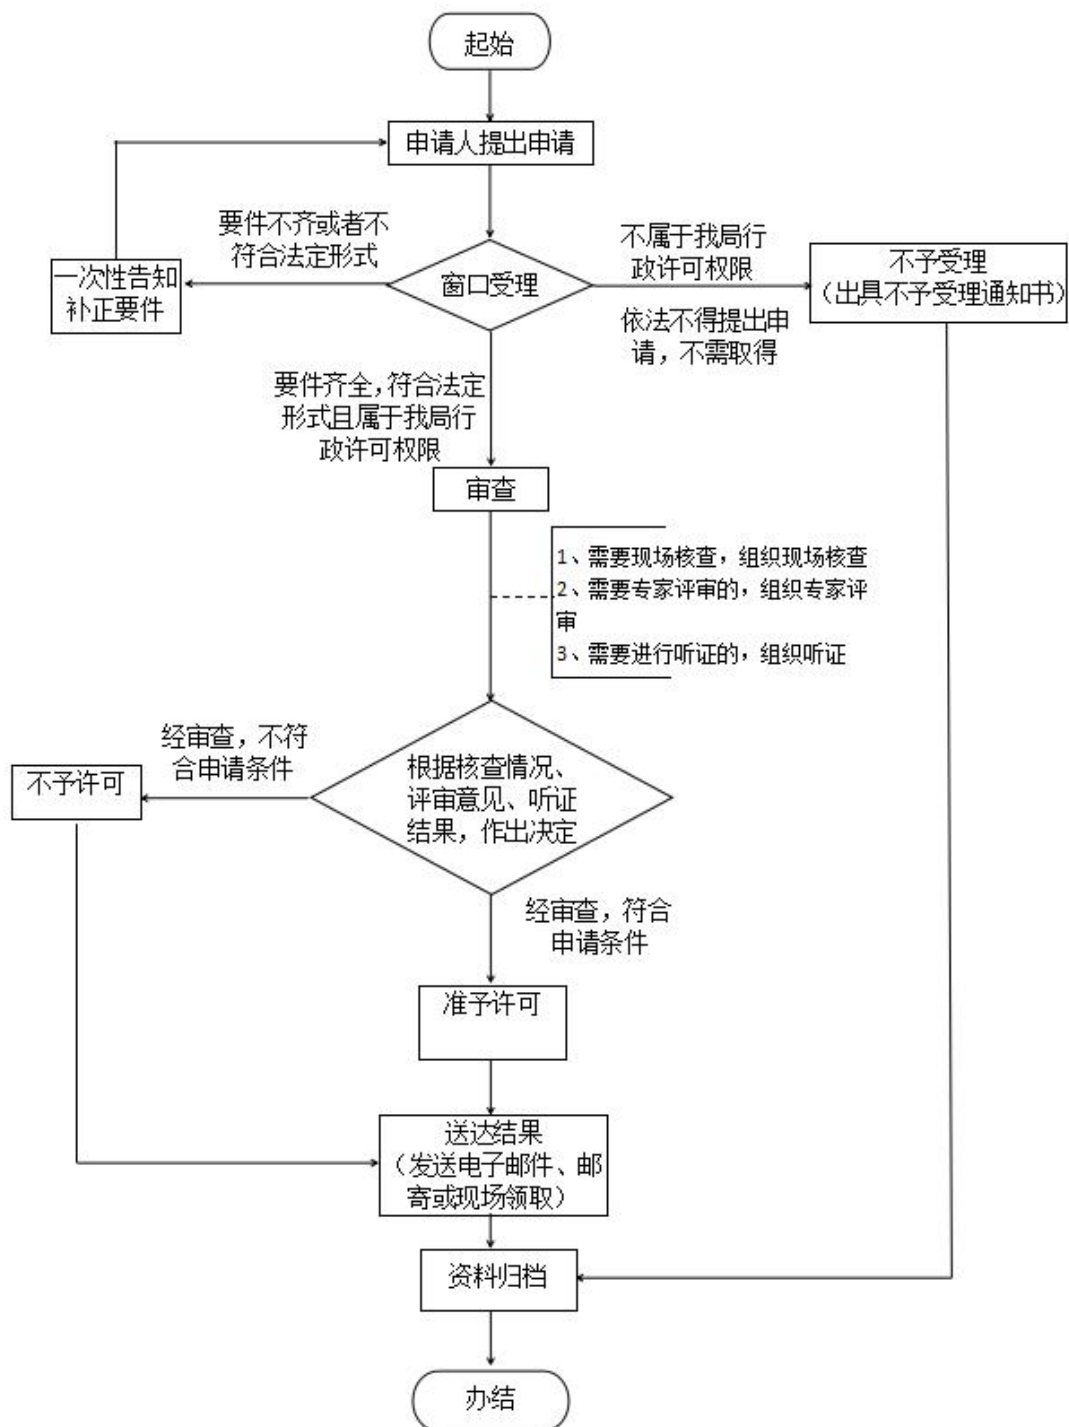 起始
申请人提出申请
要件不齐或者不
符合法定形式
不属于我局行
政许可权限
一次性告知
补正要件
窗口受理
不予受理
（出具不予受理通知书）
依法不得提出申
请，不需取得
要件齐全，符合法定
形式且属于我局行
政许可权限
审查
1、需要现场核查，组织现场核查
2、需要专家评审的，组织专家评
审
3、需要进行听证的，组织听证
经审查，不符
合申请条件
不予许可
根据核查情况、
评审意见、听证
结果，作出决定
经审查，符合
申请条件
准予许可
送达结果
（发送电子邮件、邮
寄或现场领取）
资料归档
办结